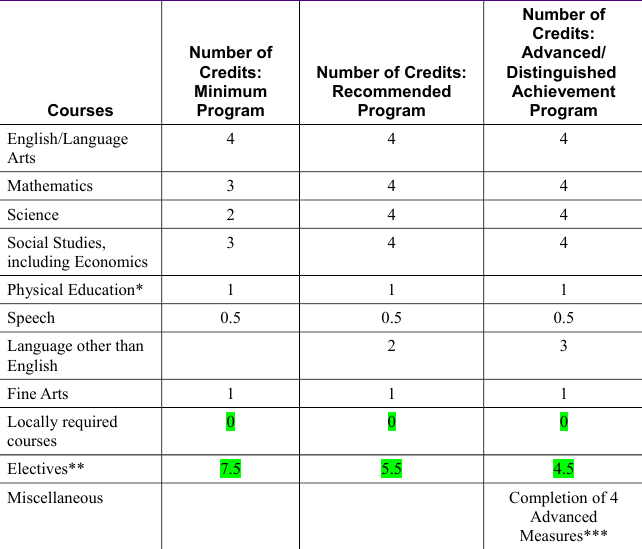 Courses | Number of Credits: Minimum Program | Number of Credits: Recommended Program | Number of Credits: Advanced/ Distinguished Achievement Program
English/Language Arts | 4 | 4 | 4
Mathematics | 3 | 4 | 4
Science | 2 | 4 | 4
Social Studies, including Economics | 3 | 4 | 4
Physical Education* | 1 | 1 | 1
Speech | 0.5 | 0.5 | 0.5
Language other than English | | 2 | 3
Fine Arts | 1 | 1 | 1
Locally required courses | 0 | 0 | 0
Electives** | 7.5 | 5.5 | 4.5
Miscellaneous | | | Completion of 4 Advanced Measures***